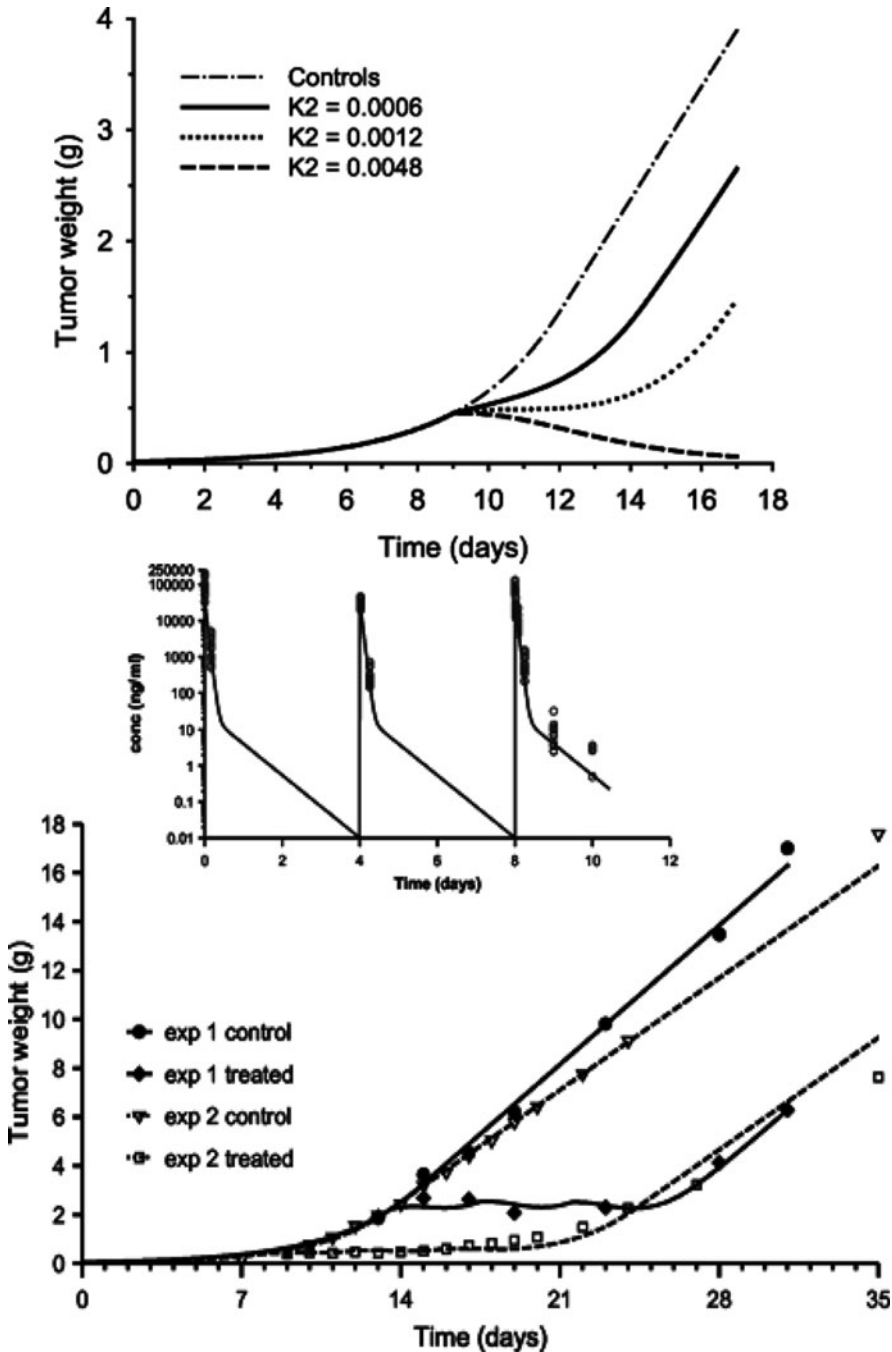 4
3
2
1
0
Tumor weight (g)
Controls
K2 = 0.0006
K2 = 0.0012
K2 = 0.0048
0 2 4 6 8 10 12 14 16 18
Time (days)
250000
100000
10000
1000
100
10
1
0.1
0.01
conc (ng/ml)
0 2 4 6 8 10 12
Time (days)
18
16
14
12
10
8
6
4
2
0
Tumor weight (g)
exp 1 control
exp 1 treated
exp 2 control
exp 2 treated
0 7 14 21 28 35
Time (days)